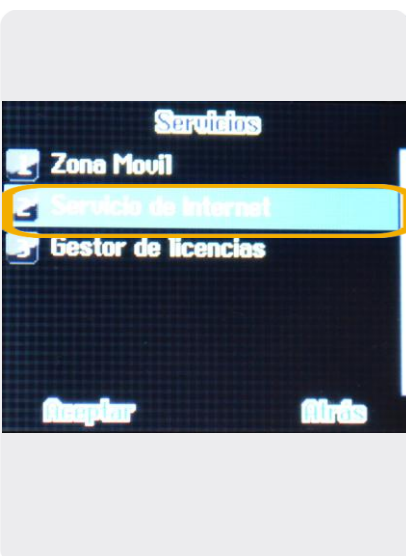 Servicios
1 Zona Movil
2 Servicio de Internet
3 Gestor de licencias
Aceptar Atrás